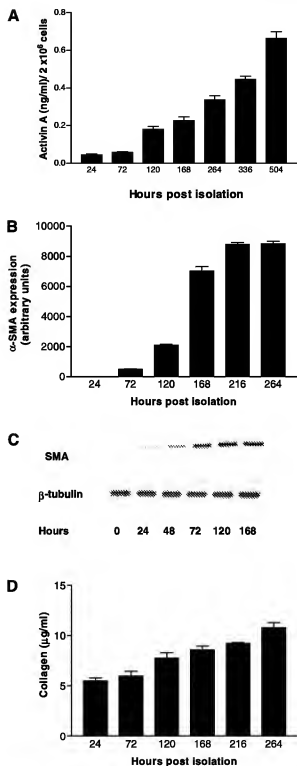 A
Activin A (ng/ml)/2 x10⁶ cells
0.8
0.6
0.4
0.2
0.0
24 72 120 168 264 336 504
Hours post isolation
B
α-SMA expression
(arbitrary units)
10000
8000
6000
4000
2000
0
24 72 120 168 216 264
Hours post isolation
C
SMA
β-tubulin
Hours 0 24 48 72 120 168
D
Collagen (μg/ml)
15
10
5
0
24 72 120 168 216 264
Hours post isolation